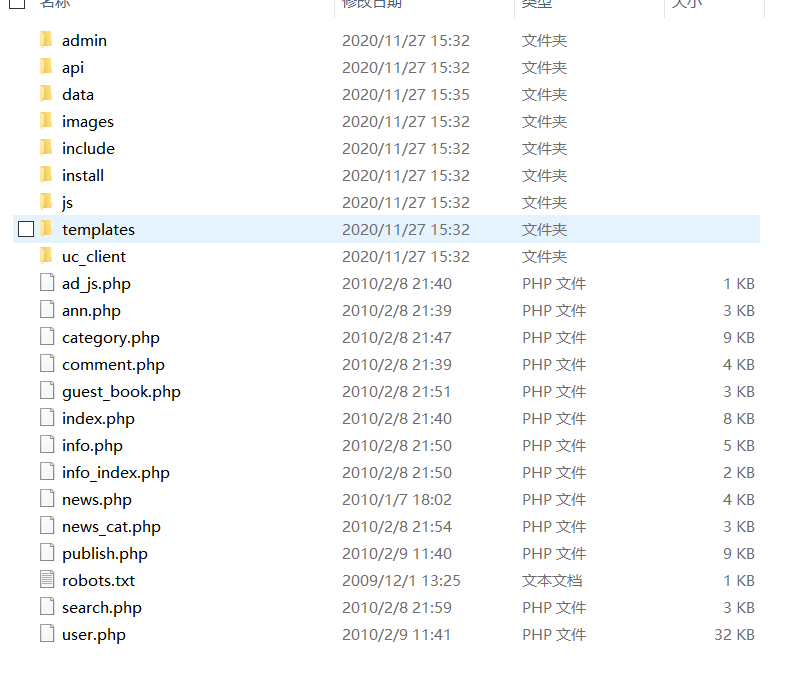 名称 修改日期 类型 大小
admin 2020/11/27 15:32 文件夹
api 2020/11/27 15:32 文件夹
data 2020/11/27 15:35 文件夹
images 2020/11/27 15:32 文件夹
include 2020/11/27 15:32 文件夹
install 2020/11/27 15:32 文件夹
js 2020/11/27 15:32 文件夹
templates 2020/11/27 15:32 文件夹
uc_client 2020/11/27 15:32 文件夹
ad_js.php 2010/2/8 21:40 PHP 文件 1 KB
ann.php 2010/2/8 21:39 PHP 文件 3 KB
category.php 2010/2/8 21:47 PHP 文件 9 KB
comment.php 2010/2/8 21:39 PHP 文件 4 KB
guest_book.php 2010/2/8 21:51 PHP 文件 3 KB
index.php 2010/2/8 21:40 PHP 文件 8 KB
info.php 2010/2/8 21:50 PHP 文件 5 KB
info_index.php 2010/2/8 21:50 PHP 文件 2 KB
news.php 2010/1/7 18:02 PHP 文件 4 KB
news_cat.php 2010/2/8 21:54 PHP 文件 3 KB
publish.php 2010/2/9 11:40 PHP 文件 9 KB
robots.txt 2009/12/1 13:25 文本文档 1 KB
search.php 2010/2/8 21:59 PHP 文件 3 KB
user.php 2010/2/9 11:41 PHP 文件 32 KB